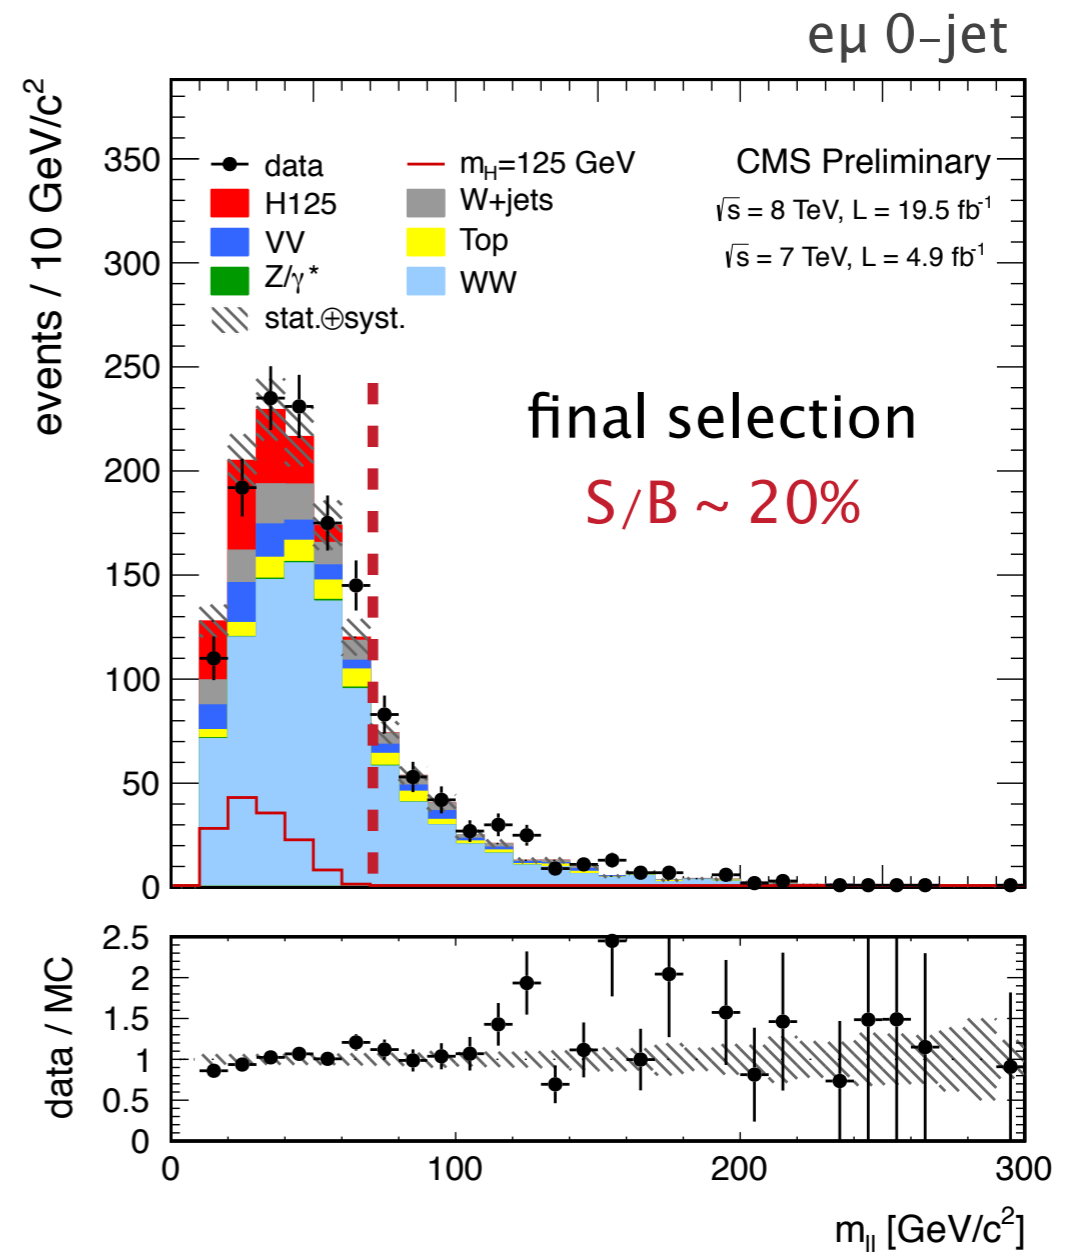 eµ 0-jet
events / 10 GeV/c²
350
300
250
200
150
100
50
0
data
m_H=125 GeV
H125
W+jets
VV
Top
Z/γ*
WW
stat.⊕syst.
CMS Preliminary
√s = 8 TeV, L = 19.5 fb⁻¹
√s = 7 TeV, L = 4.9 fb⁻¹
final selection
S/B ~ 20%
data / MC
2.5
2
1.5
1
0.5
0
0 100 200 300
m_ll [GeV/c²]